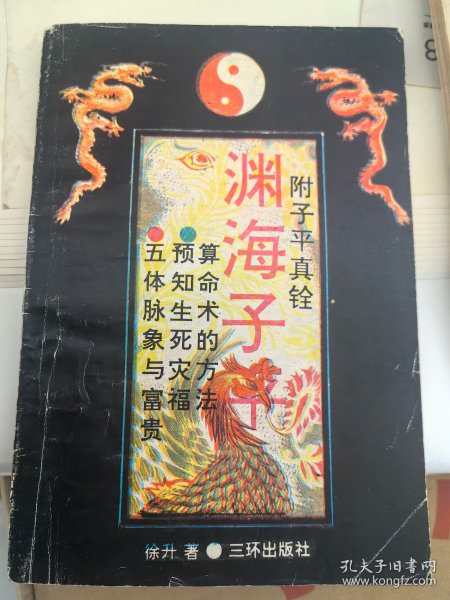 附子平真铨
渊海子平
算命术的方法
预知生死灾福
五体脉象与富贵
徐升 著 三环出版社
孔夫子旧书网
www.kongfz.com
8